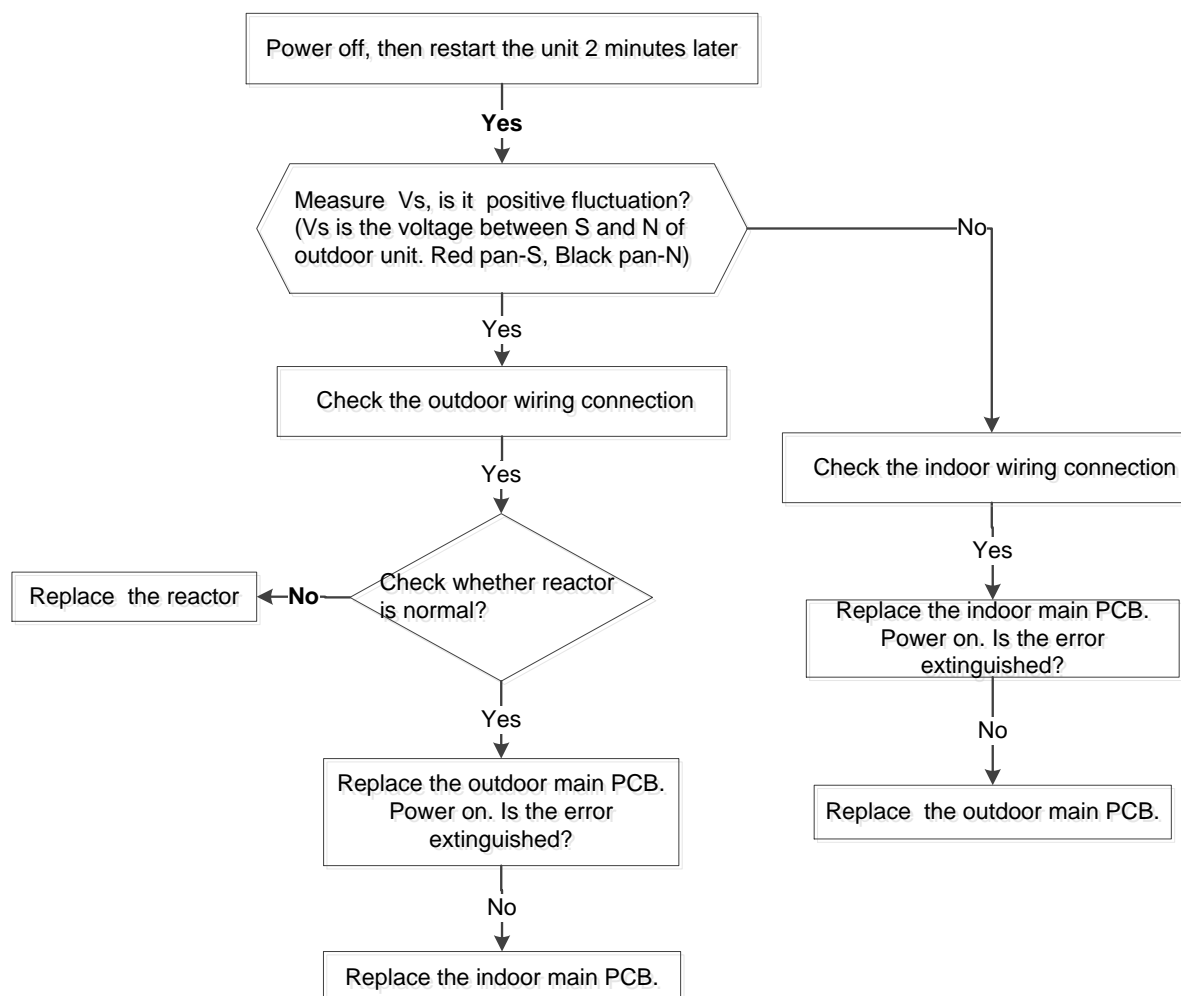 Power off, then restart the unit 2 minutes later
Yes
Measure Vs, is it positive fluctuation?
(Vs is the voltage between S and N of
outdoor unit. Red pan-S, Black pan-N)
No
Yes
Check the outdoor wiring connection
Check the indoor wiring connection
Yes
Yes
Check whether reactor
is normal?
No
Replace the reactor
Replace the indoor main PCB.
Power on. Is the error
extinguished?
Yes
No
Replace the outdoor main PCB.
Power on. Is the error
extinguished?
Replace the outdoor main PCB.
No
Replace the indoor main PCB.